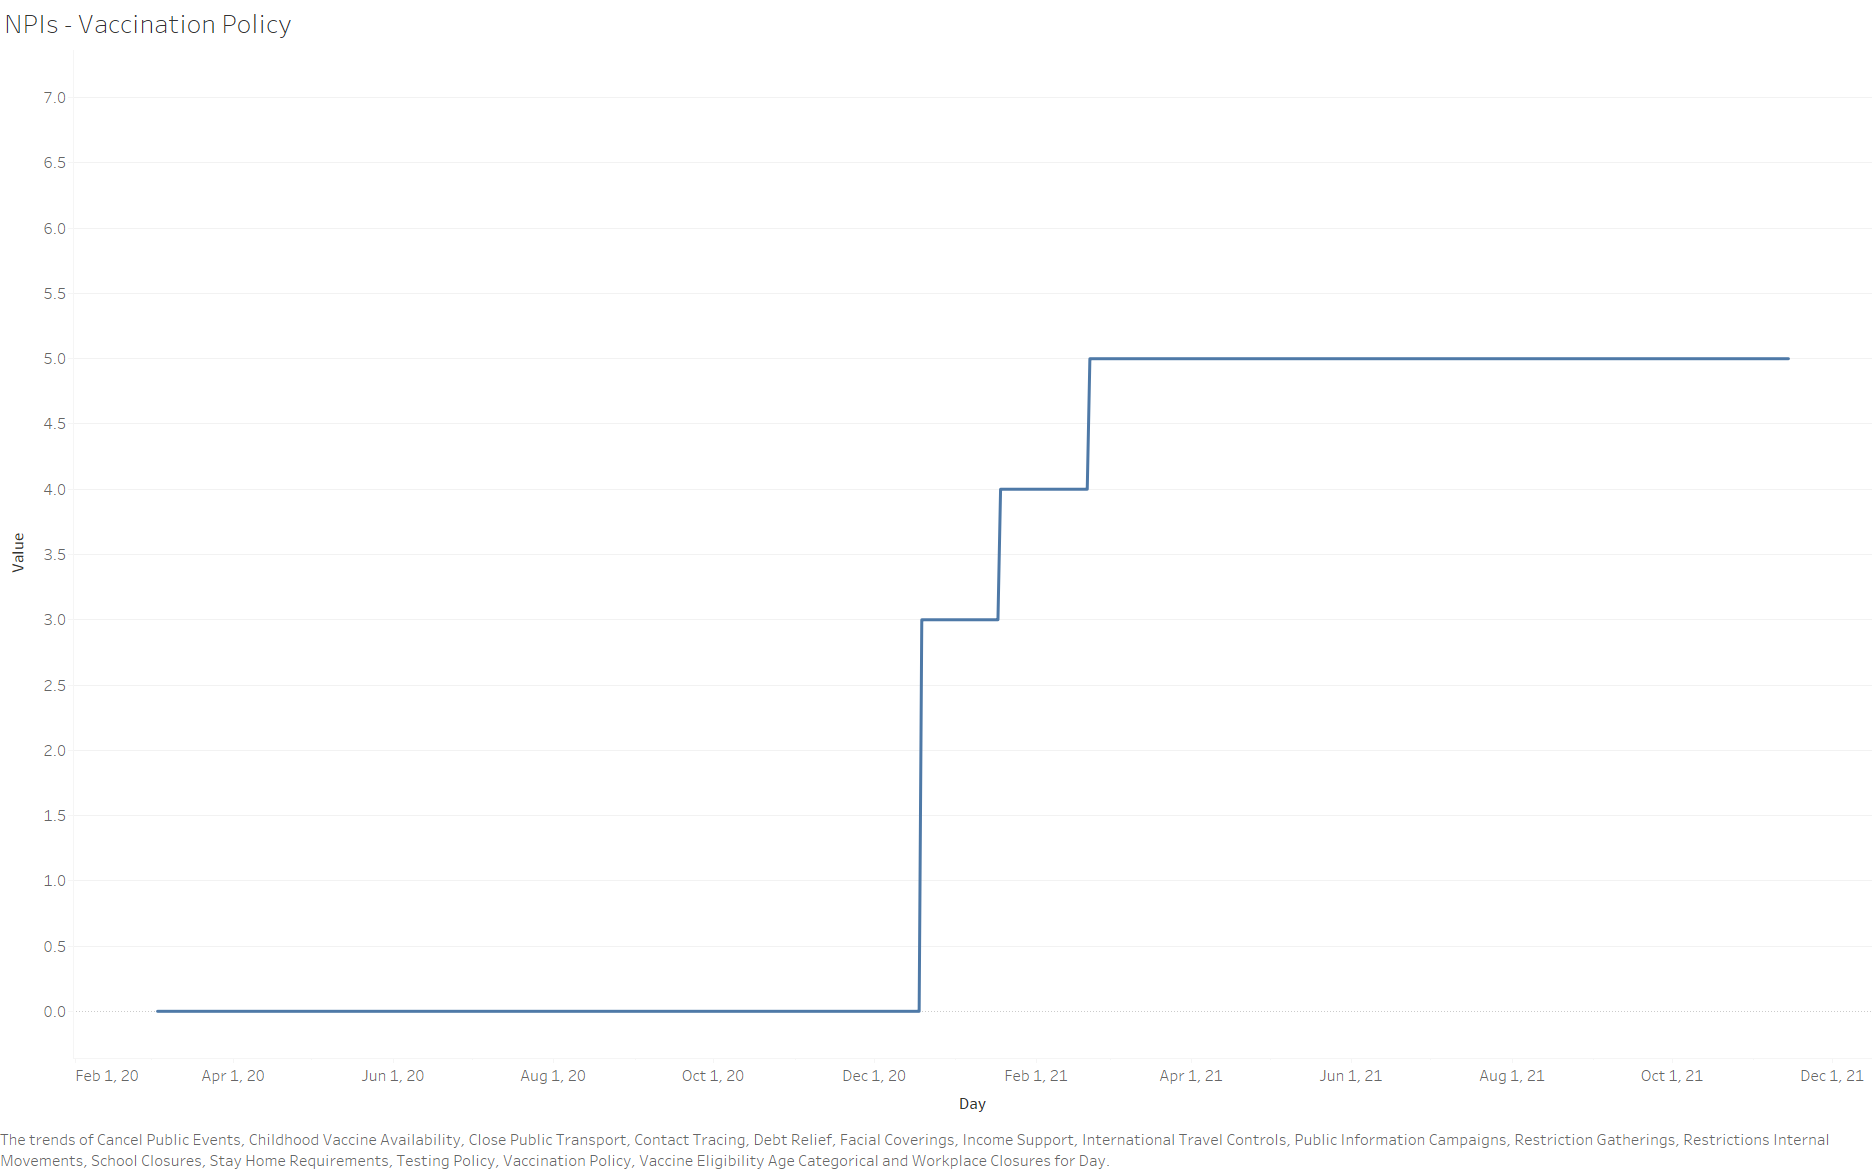 NPIs - Vaccination Policy
7.0
6.5
6.0
5.5
5.0
4.5
4.0
3.5
3.0
2.5
2.0
1.5
1.0
0.5
0.0
Value
Feb 1, 20 Apr 1, 20 Jun 1, 20 Aug 1, 20 Oct 1, 20 Dec 1, 20 Feb 1, 21 Apr 1, 21 Jun 1, 21 Aug 1, 21 Oct 1, 21 Dec 1, 21
Day
The trends of Cancel Public Events, Childhood Vaccine Availability, Close Public Transport, Contact Tracing, Debt Relief, Facial Coverings, Income Support, International Travel Controls, Public Information Campaigns, Restriction Gatherings, Restrictions Internal
Movements, School Closures, Stay Home Requirements, Testing Policy, Vaccination Policy, Vaccine Eligibility Age Categorical and Workplace Closures for Day.